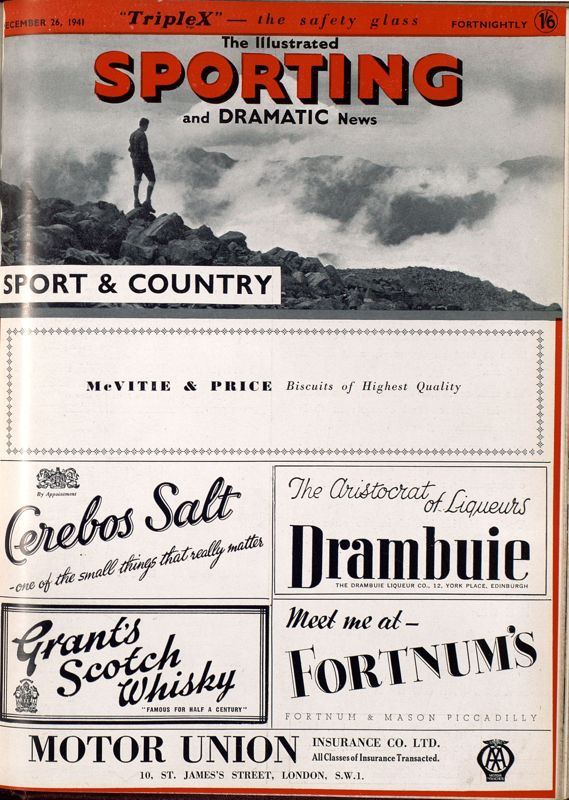 DECEMBER 26, 1941 "TripleX" — the safety glass FORTNIGHTLY 1/6
The Illustrated
SPORTING
and DRAMATIC News
SPORT & COUNTRY
McVITIE & PRICE Biscuits of Highest Quality
By Appointment
Cerebos Salt
- one of the small things that really matter
The Aristocrat
of Liqueurs
Drambuie
THE DRAMBUIE LIQUEUR CO., 12, YORK PLACE, EDINBURGH
Grant's
Scotch
Whisky
"FAMOUS FOR HALF A CENTURY"
Meet me at —
FORTNUM'S
FORTNUM & MASON PICCADILLY
MOTOR UNION INSURANCE CO. LTD.
All Classes of Insurance Transacted.
10, ST. JAMES'S STREET, LONDON, S.W.1.